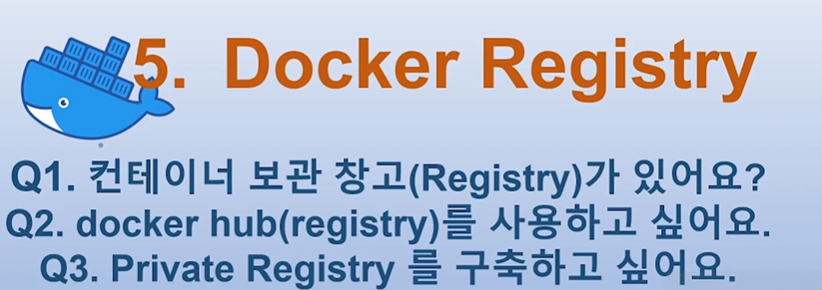 5. Docker Registry
Q1. 컨테이너 보관 창고(Registry)가 있어요?
Q2. docker hub(registry)를 사용하고 싶어요.
Q3. Private Registry 를 구축하고 싶어요.